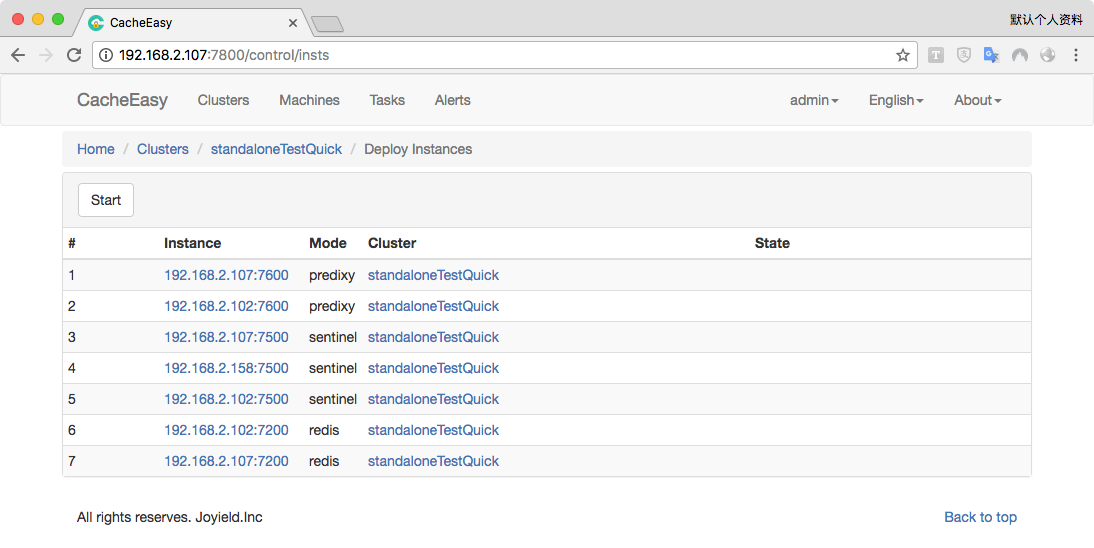 CacheEasy
默认个人资料
192.168.2.107:7800/control/insts
CacheEasy Clusters Machines Tasks Alerts admin English About
Home / Clusters / standaloneTestQuick / Deploy Instances
Start
# Instance Mode Cluster State
1 192.168.2.107:7600 predixy standaloneTestQuick
2 192.168.2.102:7600 predixy standaloneTestQuick
3 192.168.2.107:7500 sentinel standaloneTestQuick
4 192.168.2.158:7500 sentinel standaloneTestQuick
5 192.168.2.102:7500 sentinel standaloneTestQuick
6 192.168.2.102:7200 redis standaloneTestQuick
7 192.168.2.107:7200 redis standaloneTestQuick
All rights reserves. Joyield.Inc Back to top